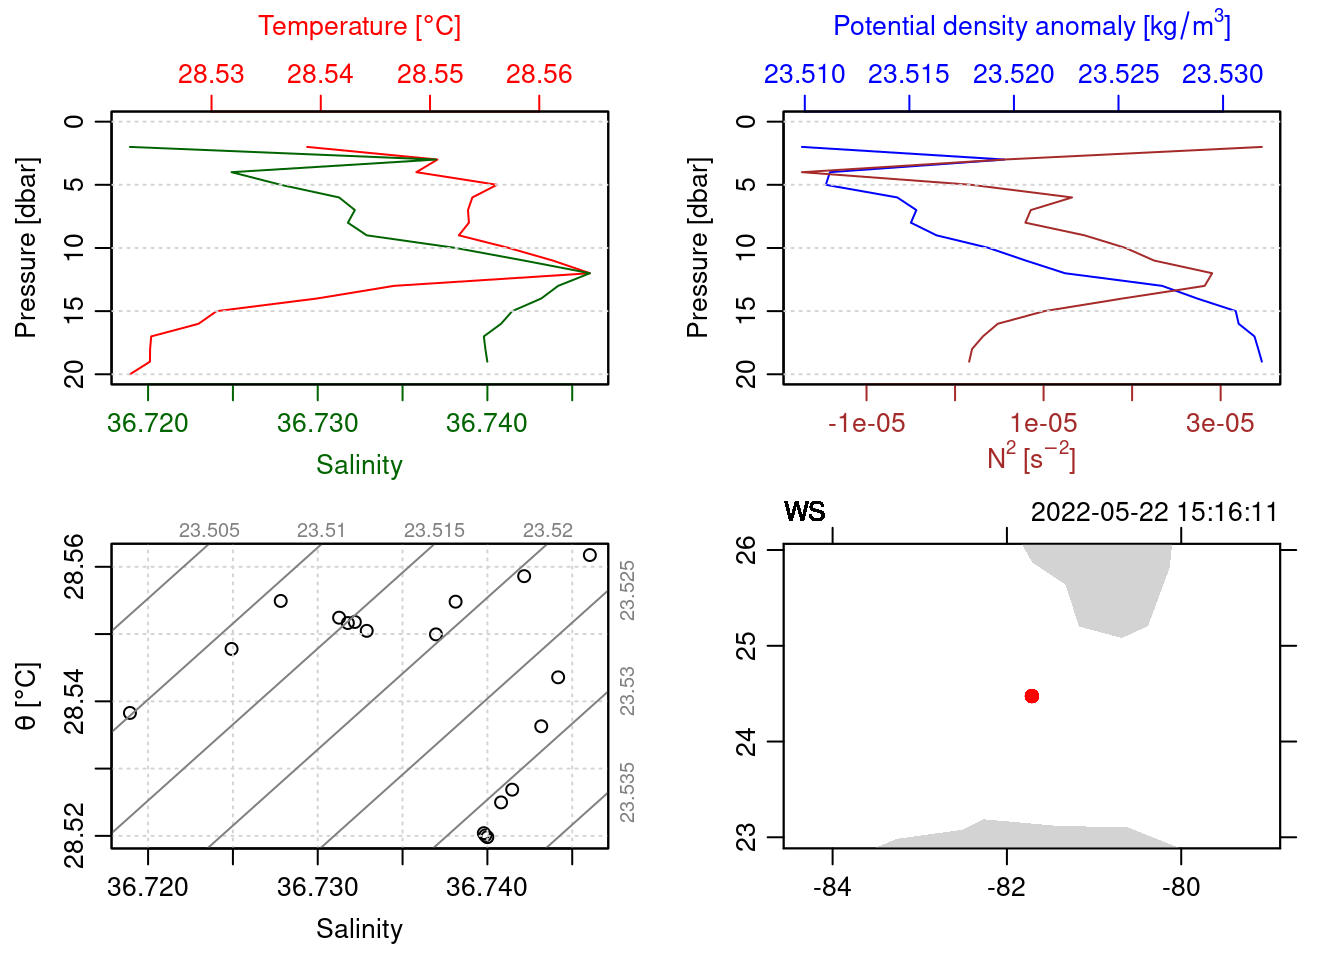 Temperature [°C]
28.53 28.54 28.55 28.56
Pressure [dbar]
0
5
10
15
20
36.720 36.730 36.740
Salinity
Potential density anomaly [kg/m³]
23.510 23.515 23.520 23.525 23.530
Pressure [dbar]
0
5
10
15
20
-1e-05 1e-05 3e-05
N² [s⁻²]
23.505 23.51 23.515 23.52
23.525
23.53
23.535
θ [°C]
28.56
28.54
28.52
36.720 36.730 36.740
Salinity
WS 2022-05-22 15:16:11
26
25
24
23
-84 -82 -80